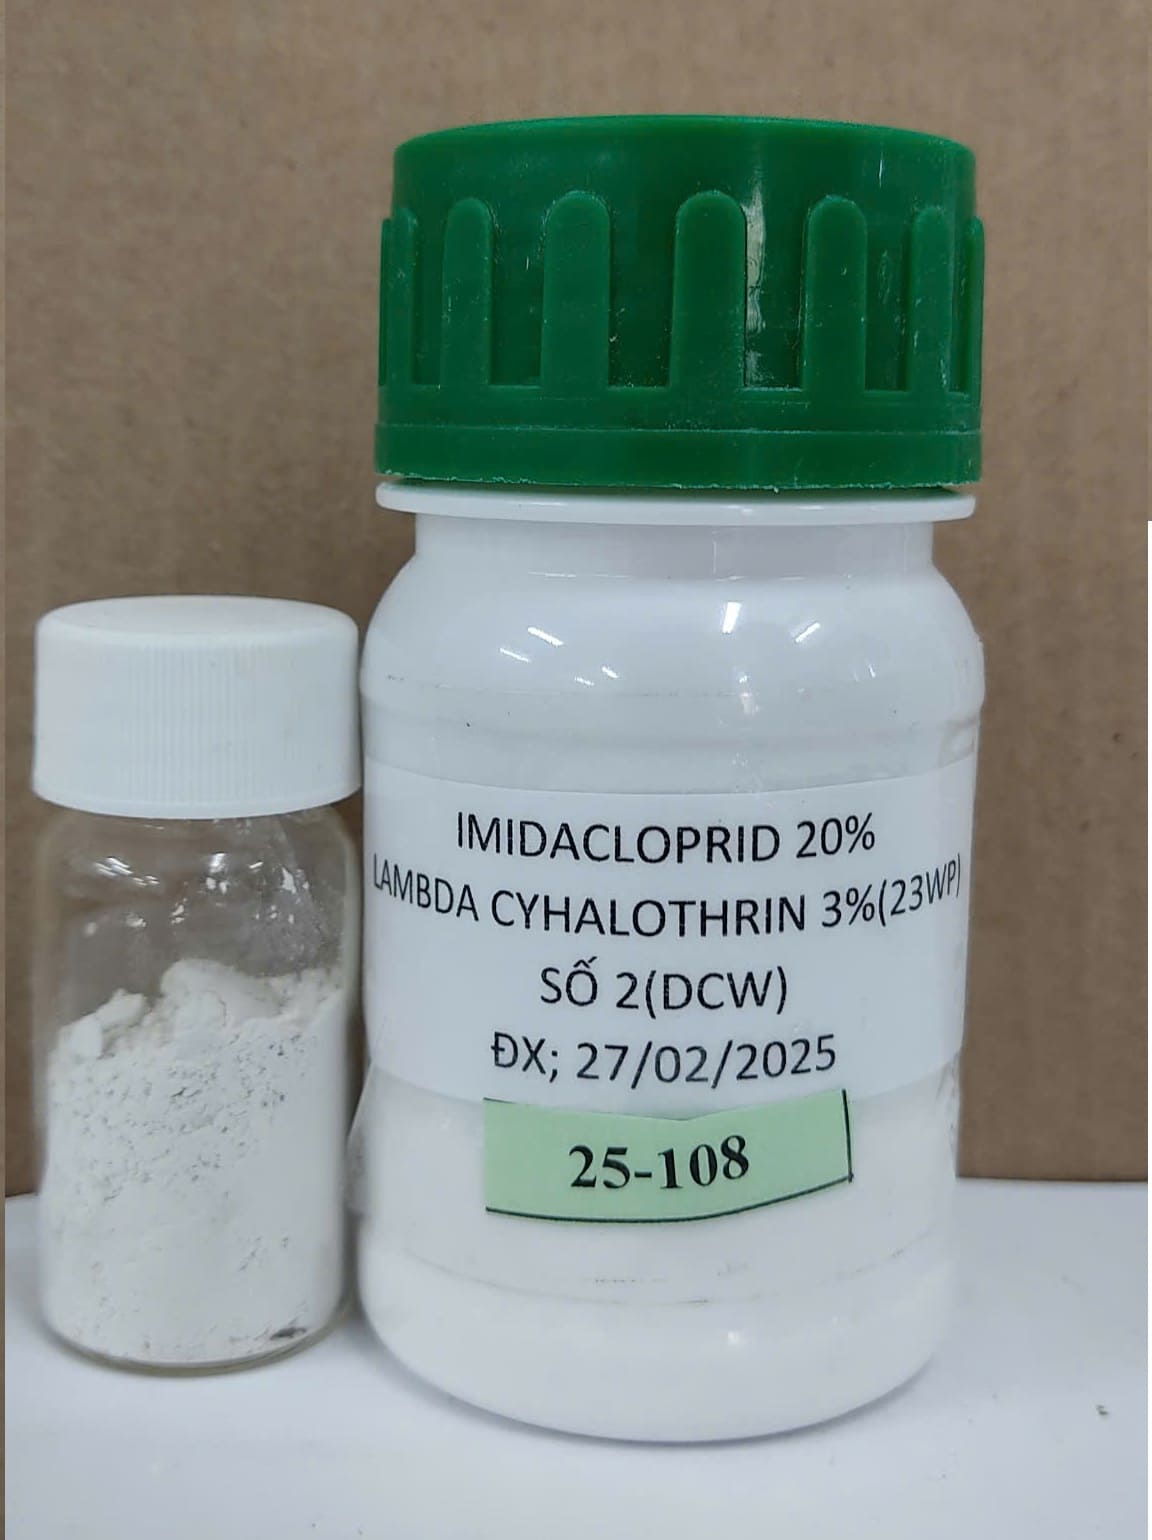 IMIDACLOPRID 20%
LAMBDA CYHALOTHRIN 3%(23WP)
SỐ 2(DCW)
ĐX; 27/02/2025
25-108